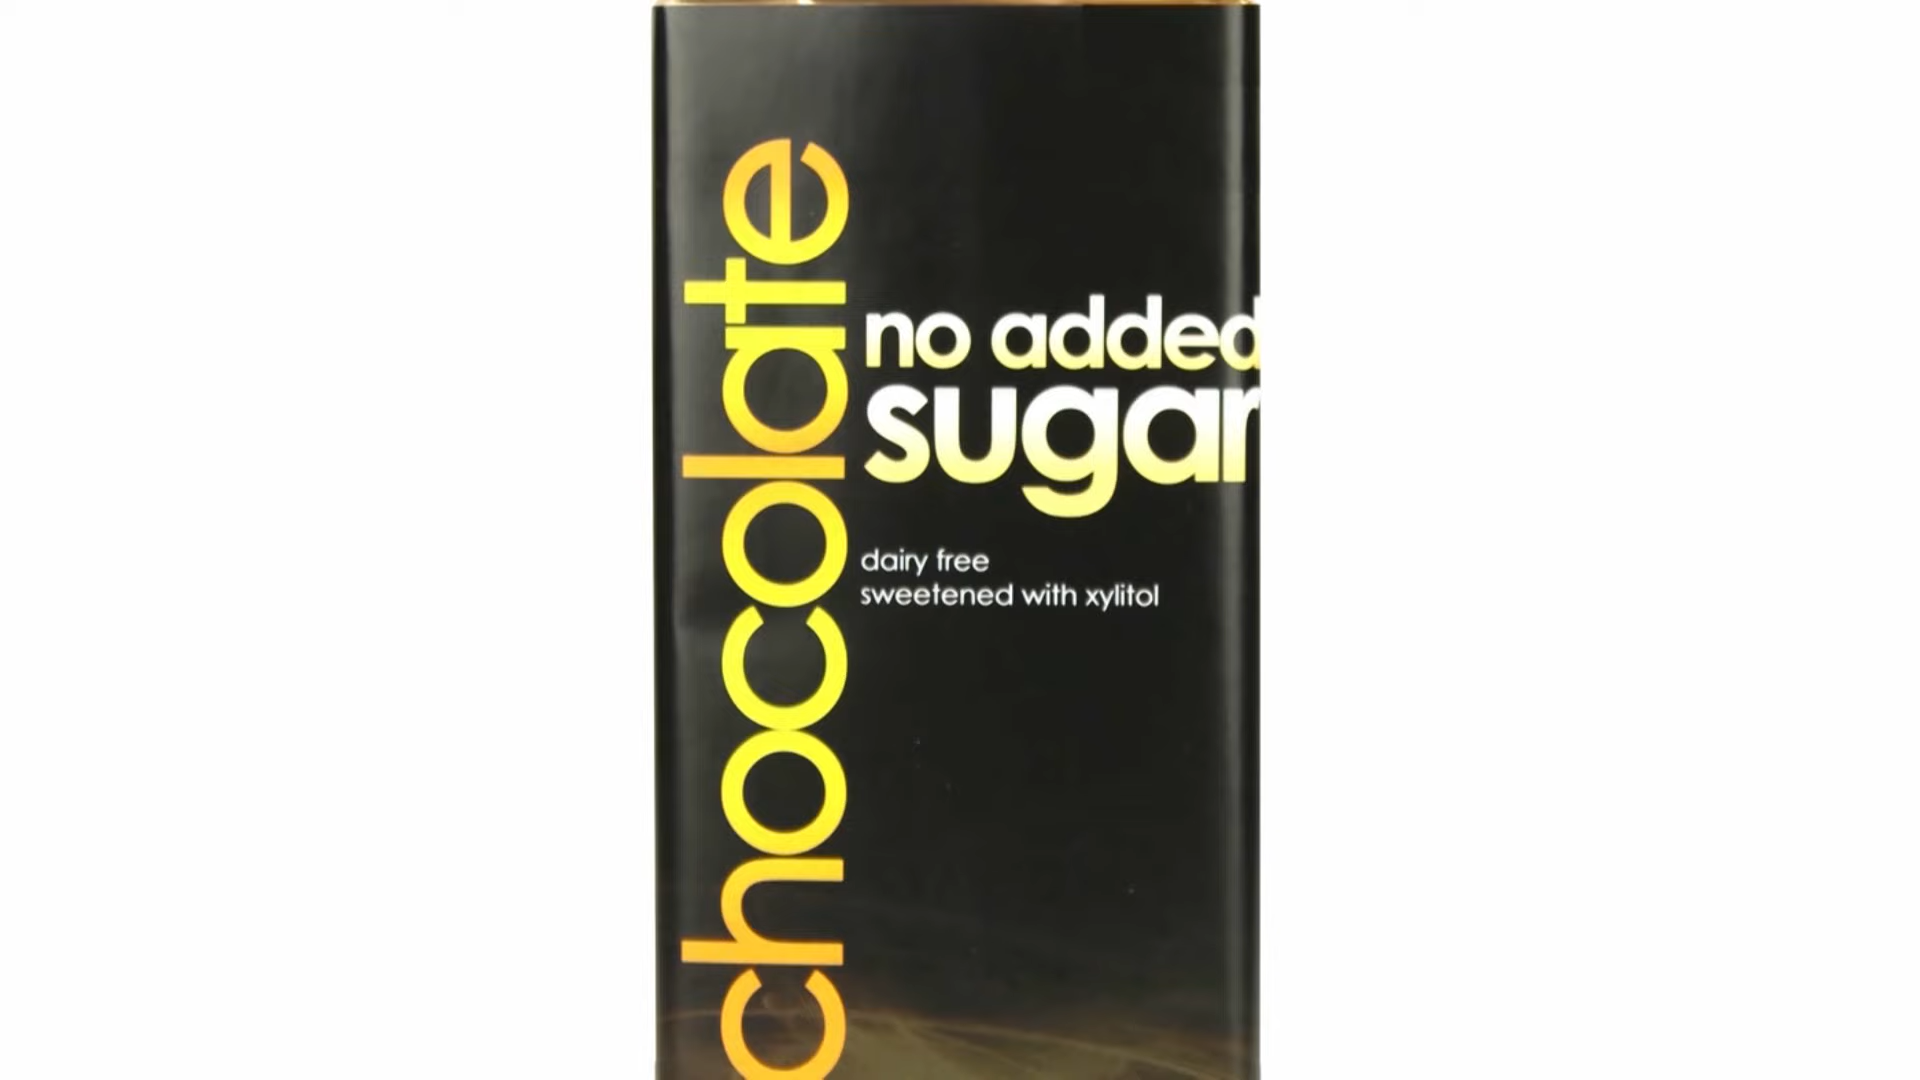 chocolate
no added
sugar
dairy free
sweetened with xylitol